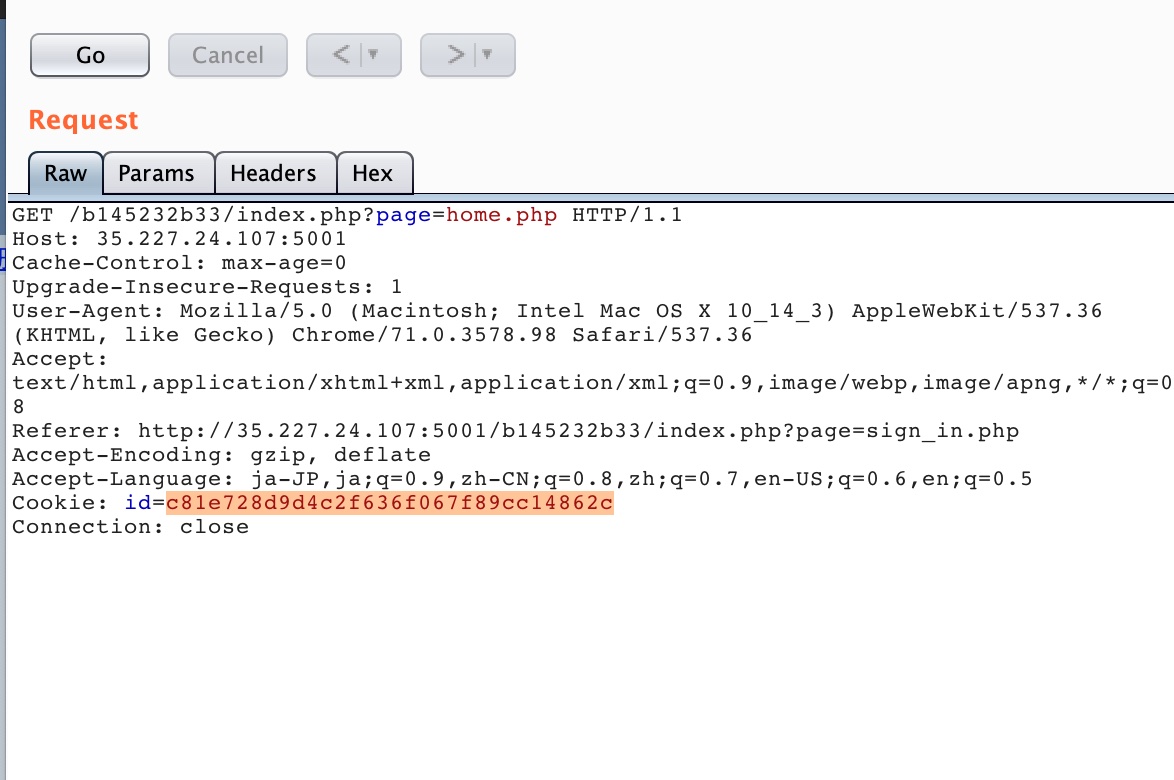 Go Cancel < >
Request
Raw Params Headers Hex
GET /b145232b33/index.php?page=home.php HTTP/1.1
Host: 35.227.24.107:5001
Cache-Control: max-age=0
Upgrade-Insecure-Requests: 1
User-Agent: Mozilla/5.0 (Macintosh; Intel Mac OS X 10_14_3) AppleWebKit/537.36
(KHTML, like Gecko) Chrome/71.0.3578.98 Safari/537.36
Accept:
text/html,application/xhtml+xml,application/xml;q=0.9,image/webp,image/apng,*/*;q=0
8
Referer: http://35.227.24.107:5001/b145232b33/index.php?page=sign_in.php
Accept-Encoding: gzip, deflate
Accept-Language: ja-JP,ja;q=0.9,zh-CN;q=0.8,zh;q=0.7,en-US;q=0.6,en;q=0.5
Cookie: id=c81e728d9d4c2f636f067f89cc14862c
Connection: close